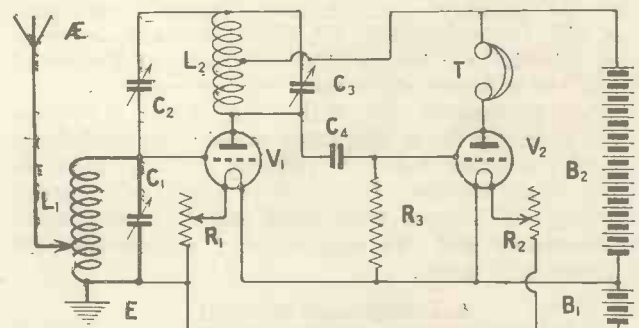 Æ
L₂
C₃
T
C₂
C₄
V₁
V₂
B₂
L₁
C₁
R₁
R₃
R₂
E
B₁